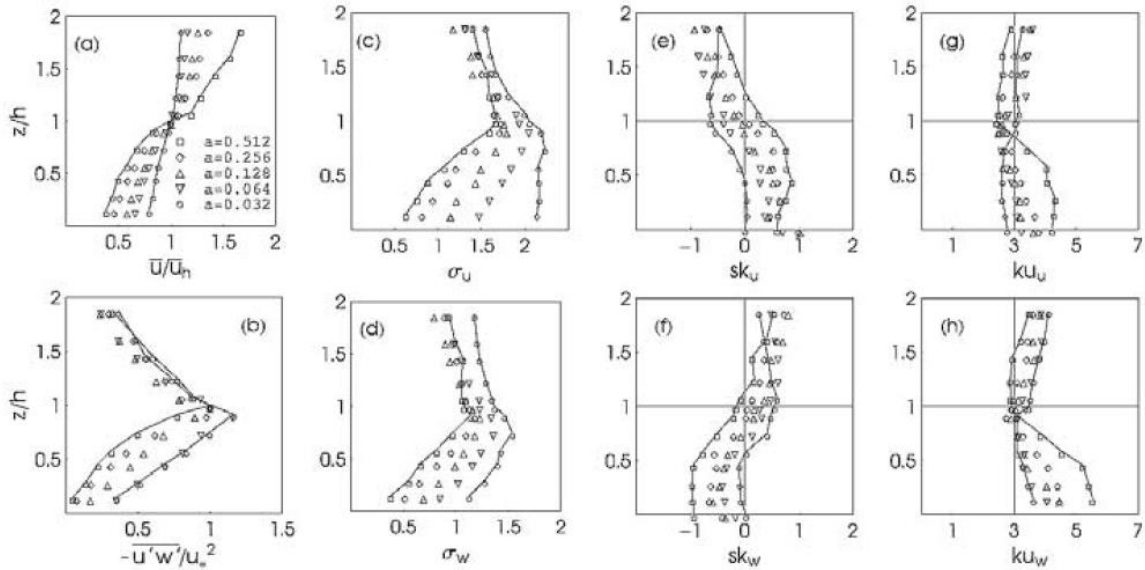 2
2
2
2
(a)
(c)
(e)
(g)
1.5
1.5
1.5
1.5
z/h
1
1
1
1
a=0.512
a=0.256
0.5
0.5
a=0.128
0.5
0.5
a=0.064
a=0.032
0.5 1 1.5 2
0.5 1 1.5 2
−1 0 1 2
1 3 5 7
u/u_h
σ_u
sk_u
ku_u
2
2
2
2
(b)
(d)
(f)
(h)
1.5
1.5
1.5
1.5
z/h
1
1
1
1
0.5
0.5
0.5
0.5
0.5 1 1.5
0.5 1 1.5 2
−1 0 1 2
1 3 5 7
-u'w'/u*²
σ_w
sk_w
ku_w